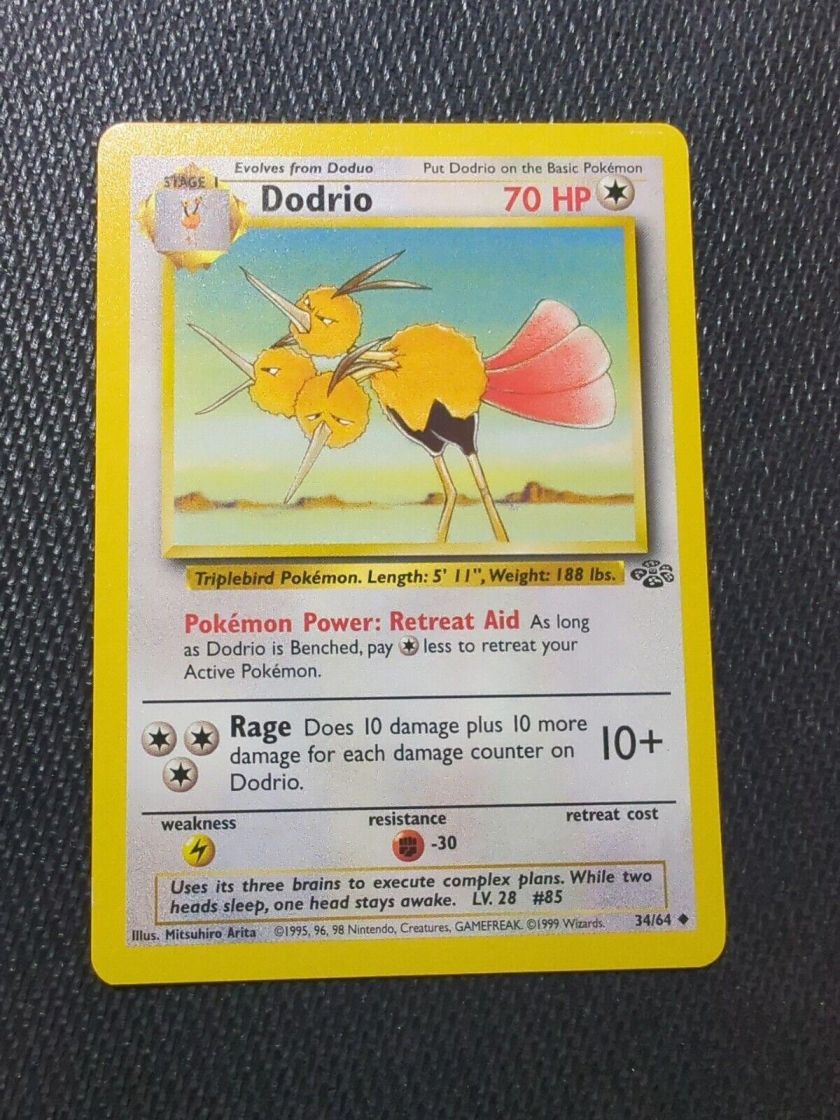 Evolves from Doduo Put Dodrio on the Basic Pokémon
STAGE 1
Dodrio 70 HP
Triplebird Pokémon. Length: 5' 11", Weight: 188 lbs.
Pokémon Power: Retreat Aid As long
as Dodrio is Benched, pay less to retreat your
Active Pokémon.
Rage Does 10 damage plus 10 more
damage for each damage counter on
Dodrio.
10+
weakness resistance retreat cost
-30
Uses its three brains to execute complex plans. While two
heads sleep, one head stays awake. LV. 28 #85
Illus. Mitsuhiro Arita ©1995, 96, 98 Nintendo, Creatures, GAMEFREAK. ©1999 Wizards. 34/64